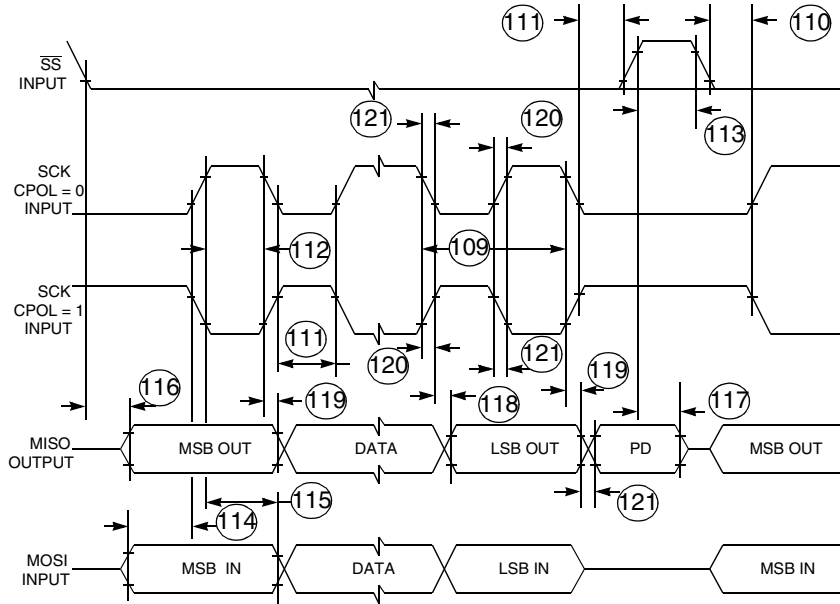 111
110
SS
INPUT
121
120
113
SCK
CPOL = 0
INPUT
112
109
SCK
CPOL = 1
INPUT
111
120
121
116
119
118
119
117
MISO
OUTPUT
MSB OUT
DATA
LSB OUT
PD
MSB OUT
114
115
121
MOSI
INPUT
MSB IN
DATA
LSB IN
MSB IN